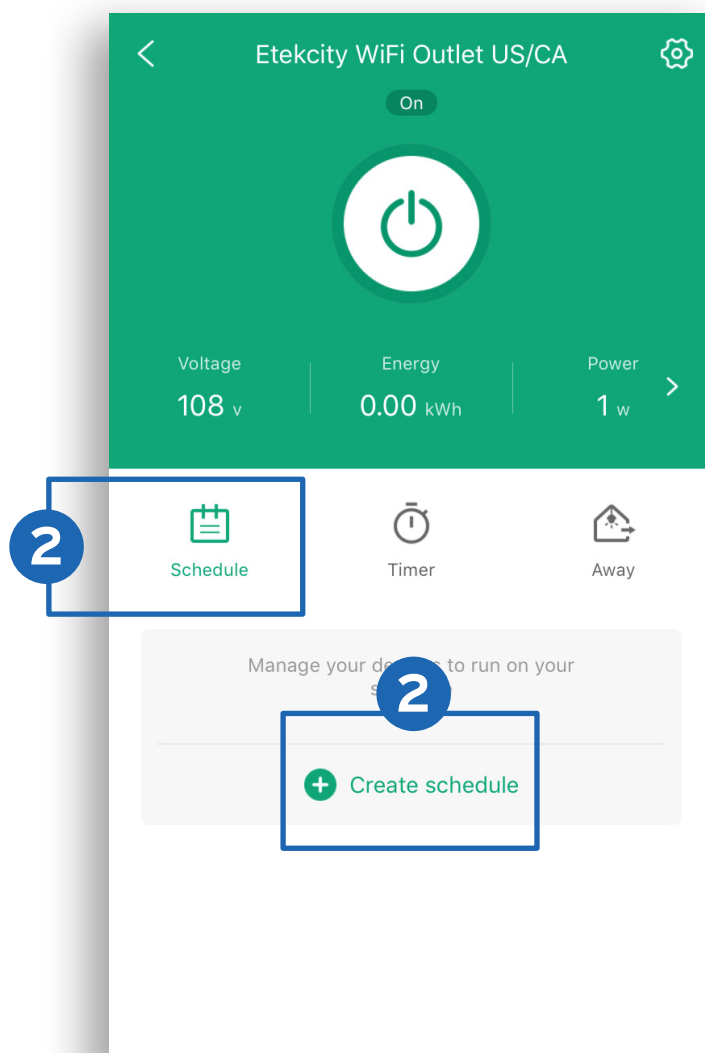 Etekcity WiFi Outlet US/CA
On
Voltage
Energy
Power
108 v
0.00 kWh
1 w
2
Schedule
Timer
Away
Manage your to run on your
2
Create schedule